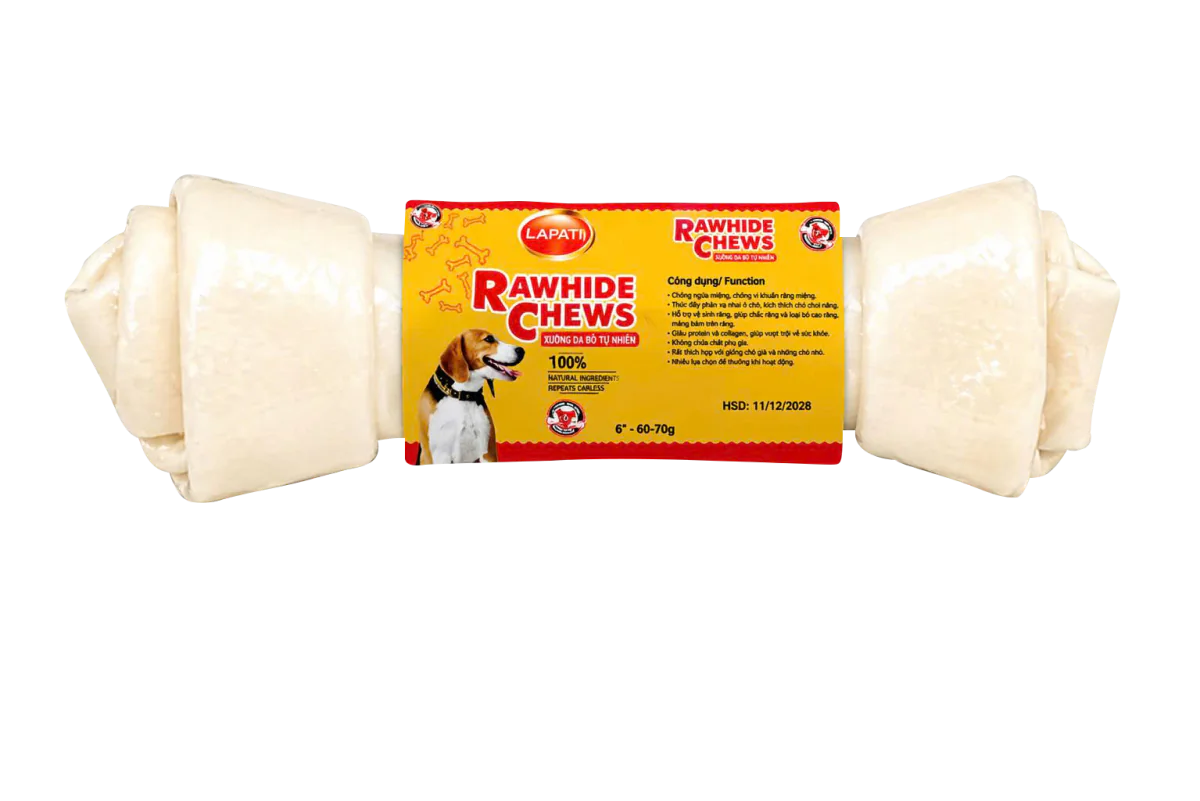 LAPATI
RAWHIDE
CHEWS
XƯƠNG DA BÒ TỰ NHIÊN
100%
NATURAL INGREDIENTS
REPEATS CARLESS
6" - 60-70g
RAWHIDE
CHEWS
XƯƠNG DA BÒ TỰ NHIÊN
Công dụng/ Function
• Chống ngứa miệng, chống vi khuẩn răng miệng.
• Thúc đẩy phản xạ nhai ở chó, kích thích chó chơi năng.
• Hỗ trợ vệ sinh răng, giúp chắc răng và loại bỏ cao răng,
mảng bám trên răng.
• Giàu protein và collagen, giúp vượt trội về sức khỏe.
• Không chứa chất phụ gia.
• Rất thích hợp với giống chó già và những chó nhỏ.
• Nhiều lựa chọn để thưởng khi hoạt động.
HSD: 11/12/2028